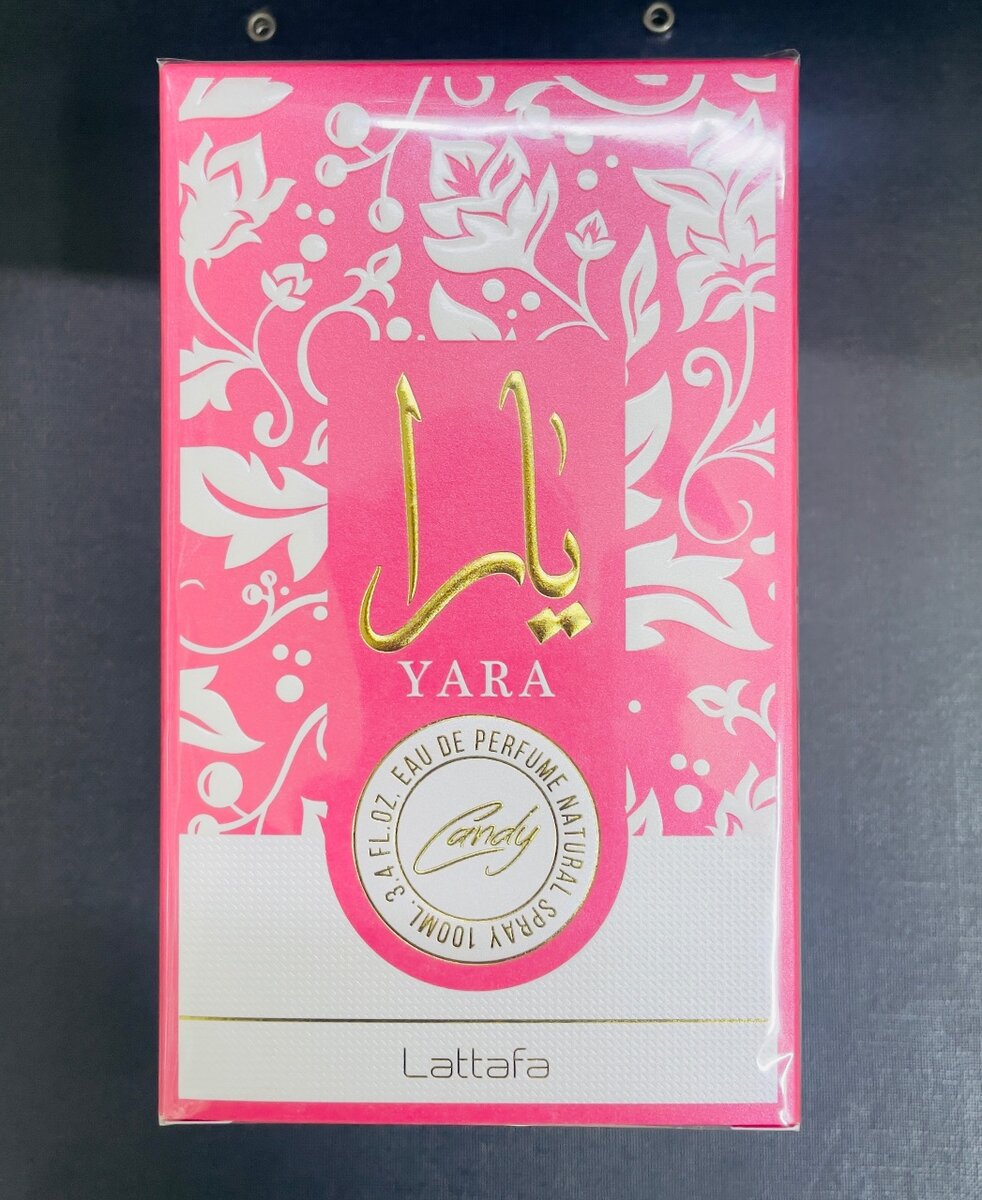 يارا
YARA
EAU DE PERFUME NATURAL SPRAY 100ML. 3.4 FL.OZ.
Candy
Lattafa